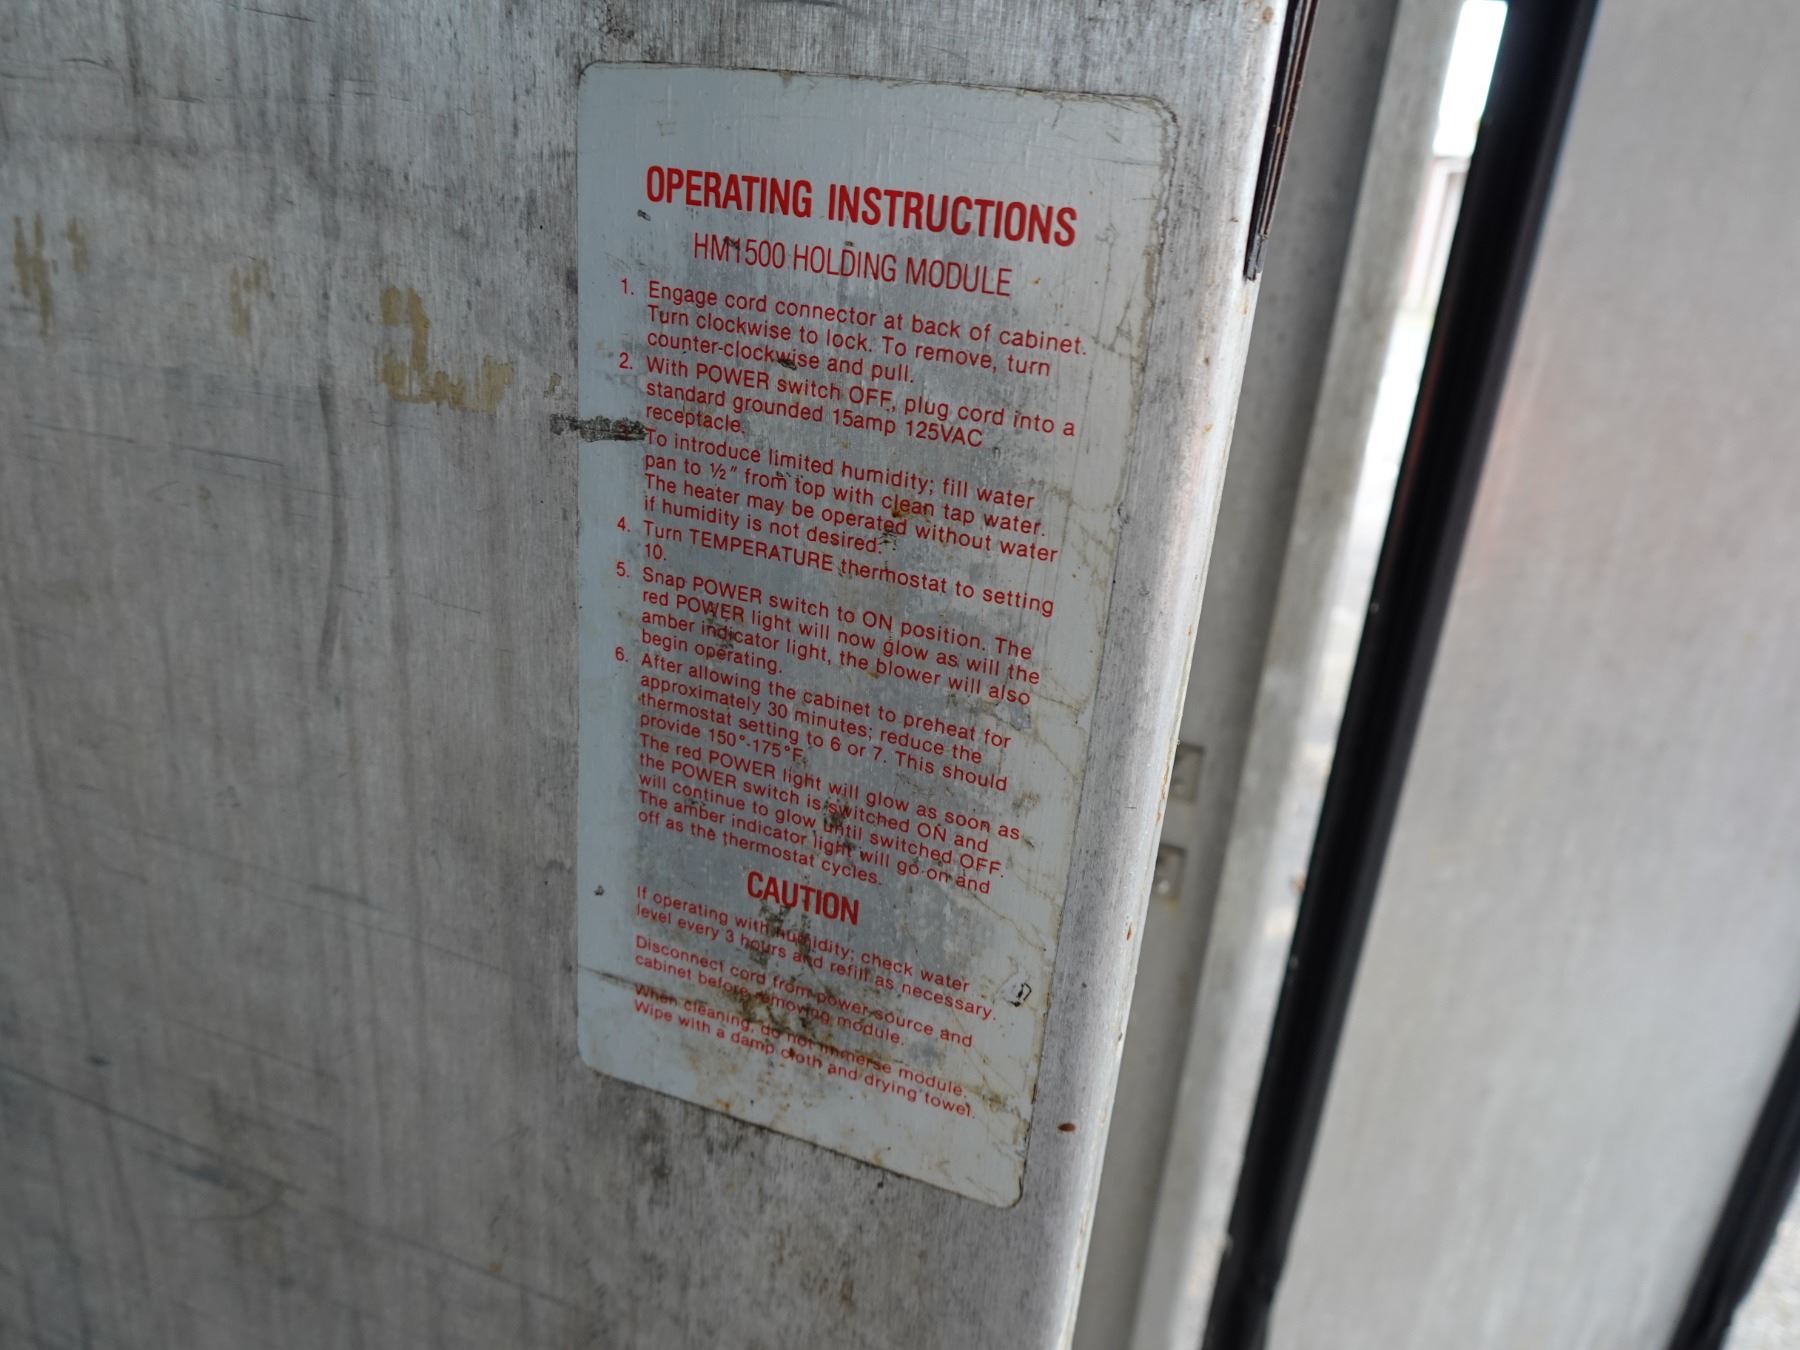 OPERATING INSTRUCTIONS
HM1500 HOLDING MODULE
1. Engage cord connector at back of cabinet.
Turn clockwise to lock. To remove, turn
counter-clockwise and pull.
2. With POWER switch OFF, plug cord into a
standard grounded 15amp 125VAC
receptacle.
To introduce limited humidity; fill water
pan to ½" from top with clean tap water.
The heater may be operated without water
if humidity is not desired.
4. Turn TEMPERATURE thermostat to setting
10.
5. Snap POWER switch to ON position. The
red POWER light will now glow as will the
amber indicator light, the blower will also
begin operating.
6. After allowing the cabinet to preheat for
approximately 30 minutes; reduce the
thermostat setting to 6 or 7. This should
provide 150°-175°F.
The red POWER light will glow as soon as
the POWER switch is switched ON and
will continue to glow until switched OFF.
The amber indicator light will go on and
off as the thermostat cycles.
CAUTION
If operating with humidity; check water
level every 3 hours and refill as necessary.
Disconnect cord from power source and
cabinet before removing module.
When cleaning, do not immerse module.
Wipe with a damp cloth and drying towel.